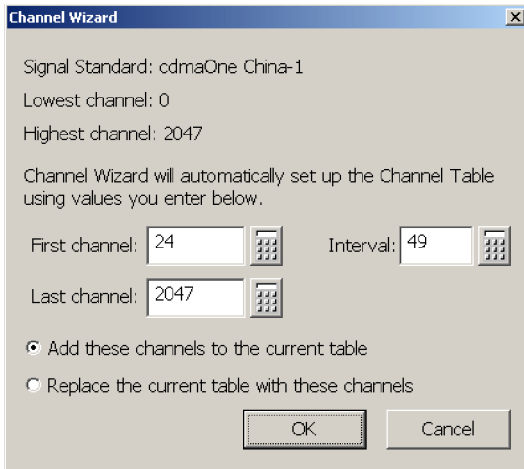 Channel Wizard
Signal Standard: cdmaOne China-1
Lowest channel: 0
Highest channel: 2047
Channel Wizard will automatically set up the Channel Table
using values you enter below.
First channel: 24 Interval: 49
Last channel: 2047
Add these channels to the current table
Replace the current table with these channels
OK Cancel